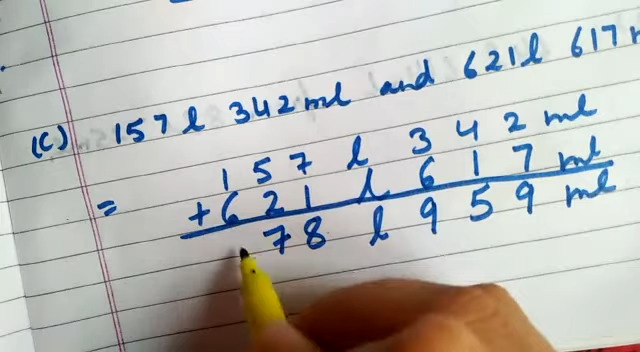 (c) 157 l 342 ml and 621 l 617
= 157 l 342 ml
+ 621 l 617 ml
78 l 959 ml